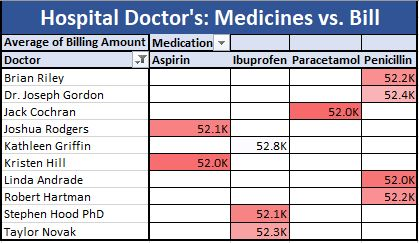 Hospital Doctor's: Medicines vs. Bill
Average of Billing Amount Medication
Doctor Aspirin Ibuprofen Paracetamol Penicillin
Brian Riley 52.2K
Dr. Joseph Gordon 52.4K
Jack Cochran 52.0K
Joshua Rodgers 52.1K
Kathleen Griffin 52.8K
Kristen Hill 52.0K
Linda Andrade 52.0K
Robert Hartman 52.2K
Stephen Hood PhD 52.1K
Taylor Novak 52.3K